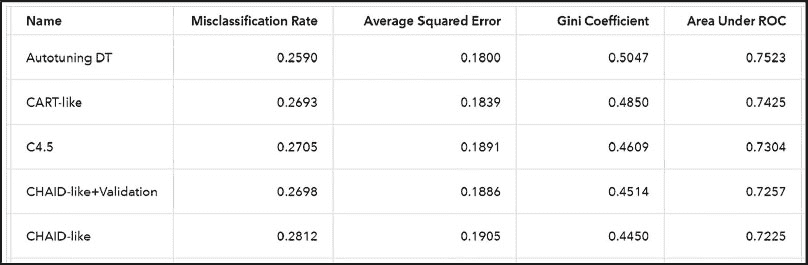 Name Misclassification Rate Average Squared Error Gini Coefficient Area Under ROC
Autotuning DT 0.2590 0.1800 0.5047 0.7523
CART-like 0.2693 0.1839 0.4850 0.7425
C4.5 0.2705 0.1891 0.4609 0.7304
CHAID-like+Validation 0.2698 0.1886 0.4514 0.7257
CHAID-like 0.2812 0.1905 0.4450 0.7225